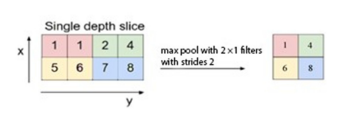 Single depth slice
x
1 1 2 4
5 6 7 8
y
max pool with 2×1 filters
with strides 2
1 4
6 8